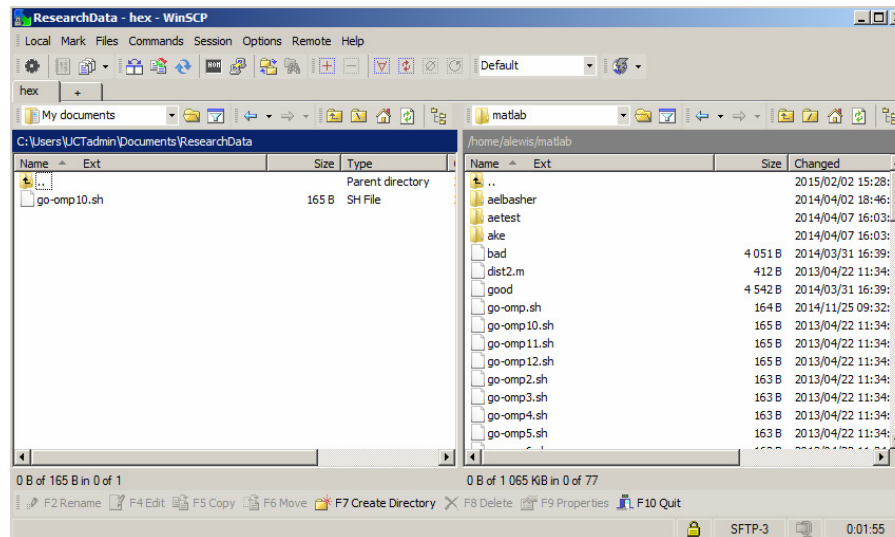 ResearchData - hex - WinSCP
Local Mark Files Commands Session Options Remote Help
Default
hex +
My documents
matlab
C:\Users\UCTadmin\Documents\ResearchData
/home/alewis/matlab
Name Ext Size Type
Name Ext Size Changed
.. Parent directory
.. 2015/02/02 15:28:
go-omp10.sh 165 B SH File
aelbasher 2014/04/02 18:46:
aetest 2014/04/07 16:03:
ake 2014/04/07 16:03:
bad 4 051 B 2014/03/31 16:39:
dist2.m 412 B 2013/04/22 11:34:
good 4 542 B 2014/03/31 16:39:
go-omp.sh 164 B 2014/11/25 09:32:
go-omp10.sh 165 B 2013/04/22 11:34:
go-omp11.sh 165 B 2013/04/22 11:34:
go-omp12.sh 165 B 2013/04/22 11:34:
go-omp2.sh 163 B 2013/04/22 11:34:
go-omp3.sh 163 B 2013/04/22 11:34:
go-omp4.sh 163 B 2013/04/22 11:34:
go-omp5.sh 163 B 2013/04/22 11:34:
0 B of 165 B in 0 of 1
0 B of 1 065 KiB in 0 of 77
F2 Rename F4 Edit F5 Copy F6 Move F7 Create Directory F8 Delete F9 Properties F10 Quit
SFTP-3 0:01:55